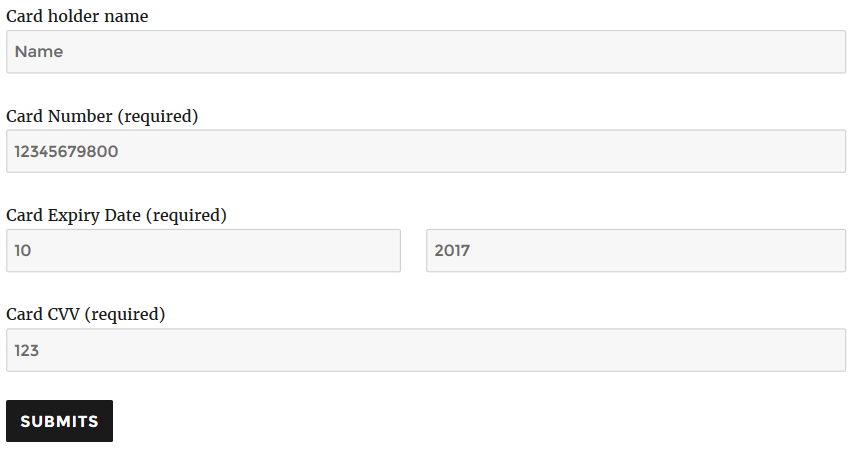 Card holder name
Name
Card Number (required)
12345679800
Card Expiry Date (required)
10 2017
Card CVV (required)
123
SUBMITS